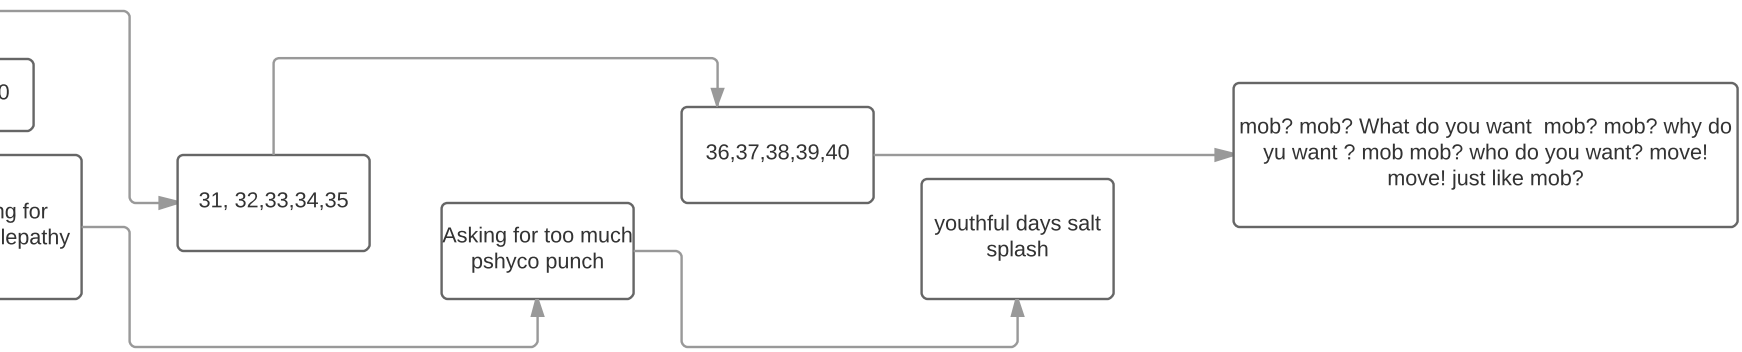 0
ng for
lepathy
31, 32,33,34,35
Asking for too much
pshyco punch
36,37,38,39,40
youthful days salt
splash
mob? mob? What do you want  mob? mob? why do
yu want ? mob mob? who do you want? move!
move! just like mob?